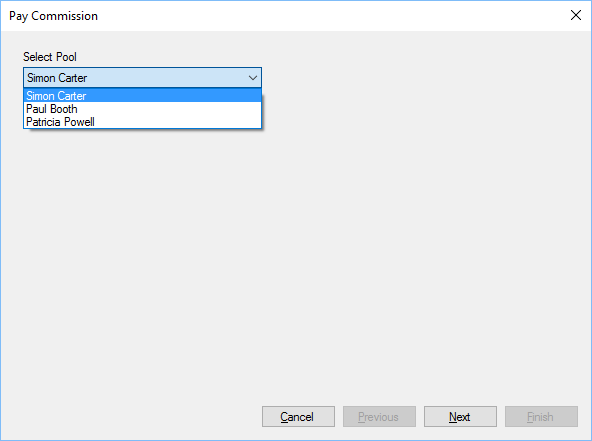 Pay Commission
Select Pool
Simon Carter
Simon Carter
Paul Booth
Patricia Powell
Cancel Previous Next Finish